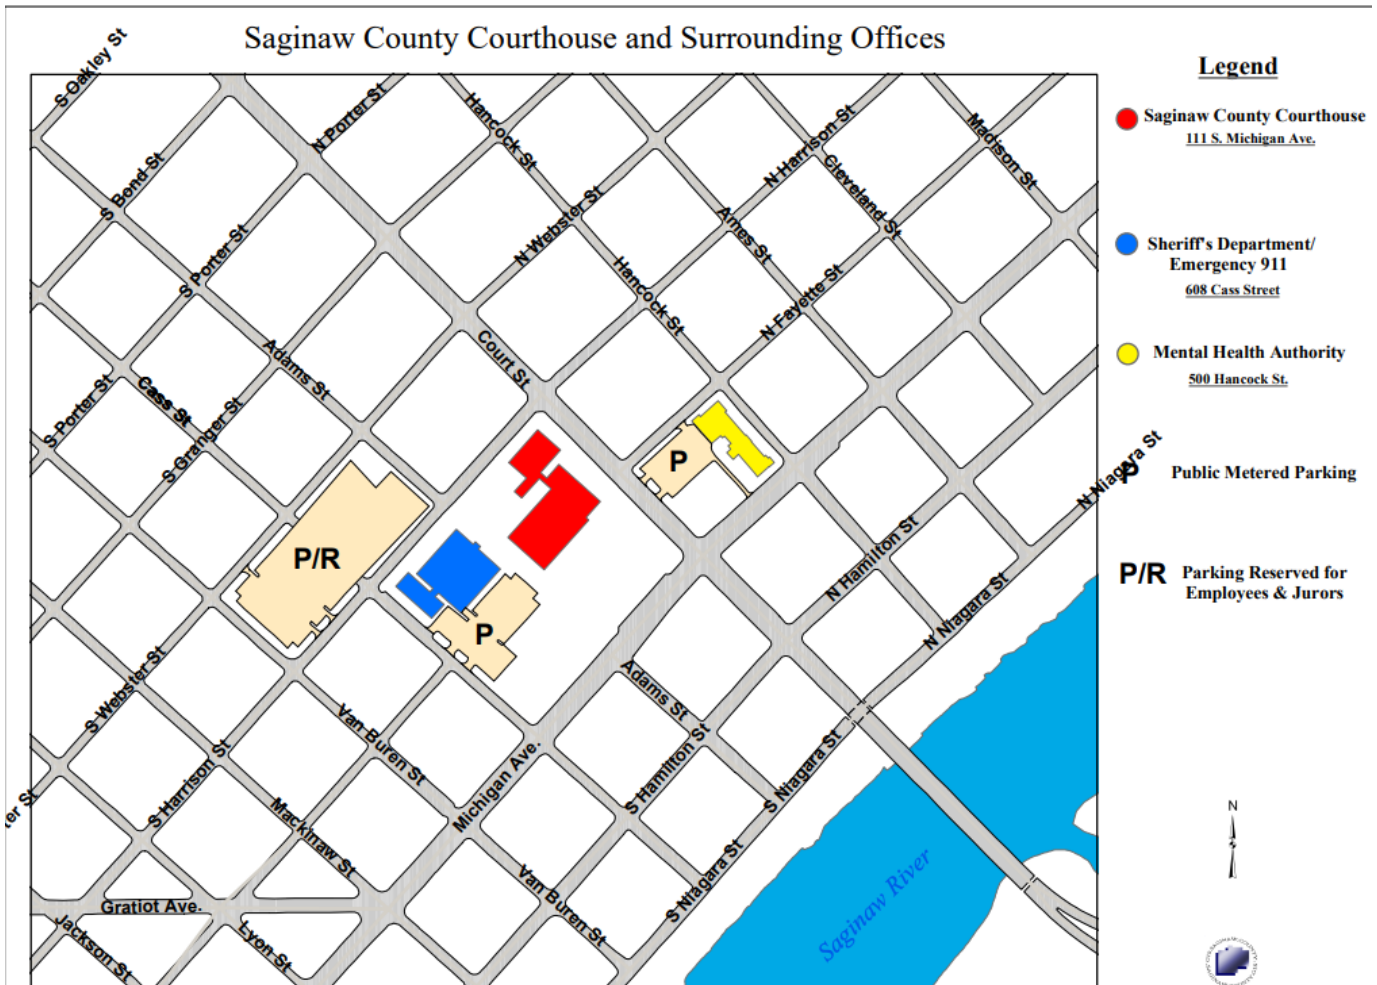 Saginaw County Courthouse and Surrounding Offices
Legend
Saginaw County Courthouse
111 S. Michigan Ave.
Sheriff's Department/
Emergency 911
608 Cass Street
Mental Health Authority
500 Hancock St.
P
Public Metered Parking
P/R
Parking Reserved for
Employees & Jurors
N
S Oakley St
N Porter St
Hancock St
N Harrison St
Madison St
S Bond St
N Webster St
Ames St
Cleveland St
S Porter St
Hancock St
N Fayette St
Court St
Adams St
S Porter St
Cass St
S Granger St
P
P/R
P
N Niagara St
N Hamilton St
N Niagara St
S Webster St
Adams St
Van Buren St
S Hamilton St
S Niagara St
S Harrison St
Michigan Ave.
Mackinaw St
ter St
S Niagara St
Van Buren St
Saginaw River
Gratiot Ave.
Jackson St
Lyon St